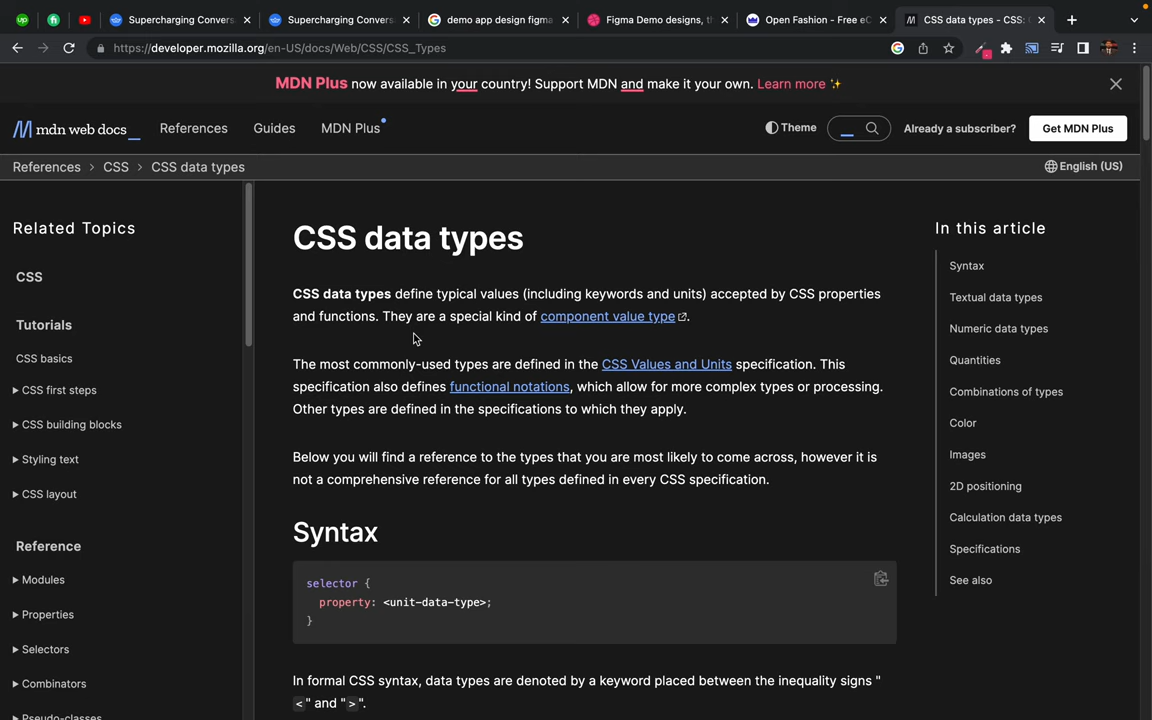 Supercharging Convers
Supercharging Convers
demo app design figma
Figma Demo designs, th
Open Fashion - Free eC
CSS data types - CSS: C
https://developer.mozilla.org/en-US/docs/Web/CSS/CSS_Types
MDN Plus now available in your country! Support MDN and make it your own. Learn more ✨
mdn web docs_
References
Guides
MDN Plus
Theme
Already a subscriber?
Get MDN Plus
References > CSS > CSS data types
English (US)
Related Topics
CSS
Tutorials
CSS basics
CSS first steps
CSS building blocks
Styling text
CSS layout
Reference
Modules
Properties
Selectors
Combinators
Pseudo-classes
CSS data types
CSS data types define typical values (including keywords and units) accepted by CSS properties
and functions. They are a special kind of component value type.
The most commonly-used types are defined in the CSS Values and Units specification. This
specification also defines functional notations, which allow for more complex types or processing.
Other types are defined in the specifications to which they apply.
Below you will find a reference to the types that you are most likely to come across, however it is
not a comprehensive reference for all types defined in every CSS specification.
Syntax
selector {
property: <unit-data-type>;
}
In formal CSS syntax, data types are denoted by a keyword placed between the inequality signs "
<" and ">".
In this article
Syntax
Textual data types
Numeric data types
Quantities
Combinations of types
Color
Images
2D positioning
Calculation data types
Specifications
See also